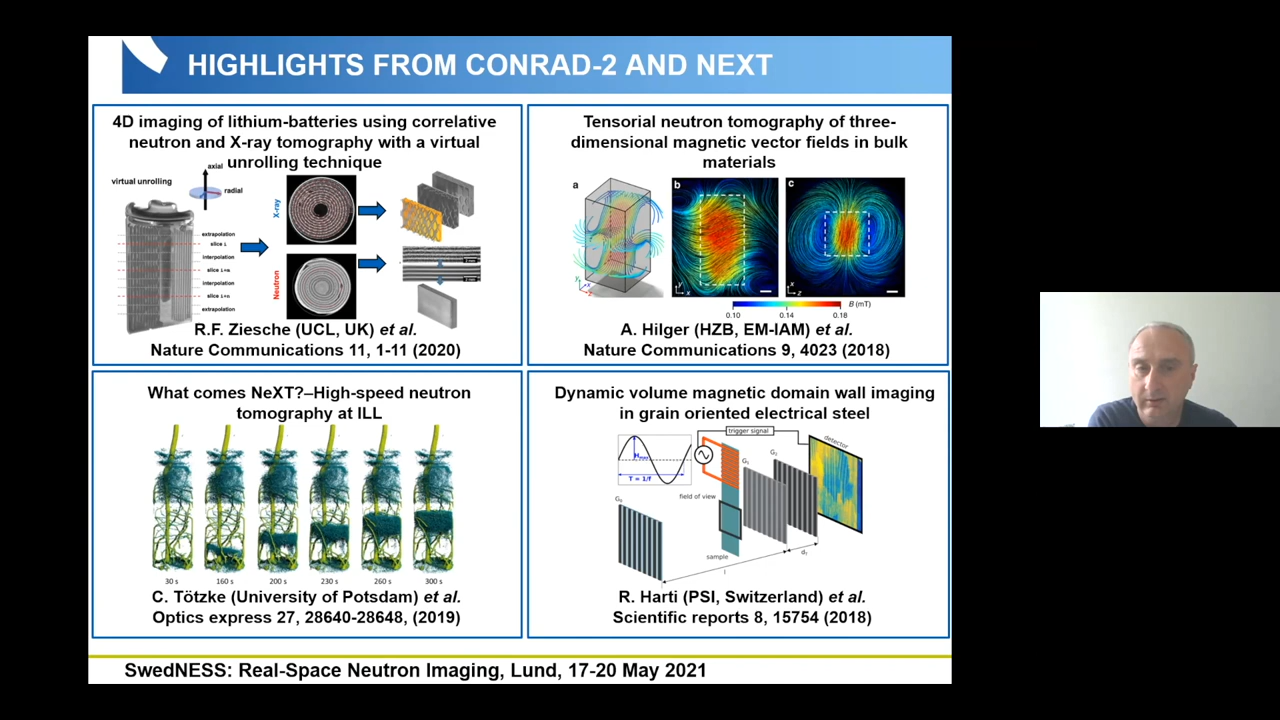 HIGHLIGHTS FROM CONRAD-2 AND NEXT
4D imaging of lithium-batteries using correlative
neutron and X-ray tomography with a virtual
unrolling technique
virtual unrolling
axial
radial
extrapolation
slice i
interpolation
slice i+m
interpolation
slice i+n
extrapolation
X-ray
Neutron
R.F. Ziesche (UCL, UK) et al.
Nature Communications 11, 1-11 (2020)
Tensorial neutron tomography of three-
dimensional magnetic vector fields in bulk
materials
a
b
c
y
x
z
y
x
x
z
0.10
0.14
0.18
B (mT)
A. Hilger (HZB, EM-IAM) et al.
Nature Communications 9, 4023 (2018)
What comes NeXT?–High-speed neutron
tomography at ILL
30 s
160 s
200 s
230 s
260 s
300 s
C. Tötzke (University of Potsdam) et al.
Optics express 27, 28640-28648, (2019)
Dynamic volume magnetic domain wall imaging
in grain oriented electrical steel
trigger signal
detector
T = 1/f
G₁
G₂
field of view
G₀
sample
l
R. Harti (PSI, Switzerland) et al.
Scientific reports 8, 15754 (2018)
SwedNESS: Real-Space Neutron Imaging, Lund, 17-20 May 2021